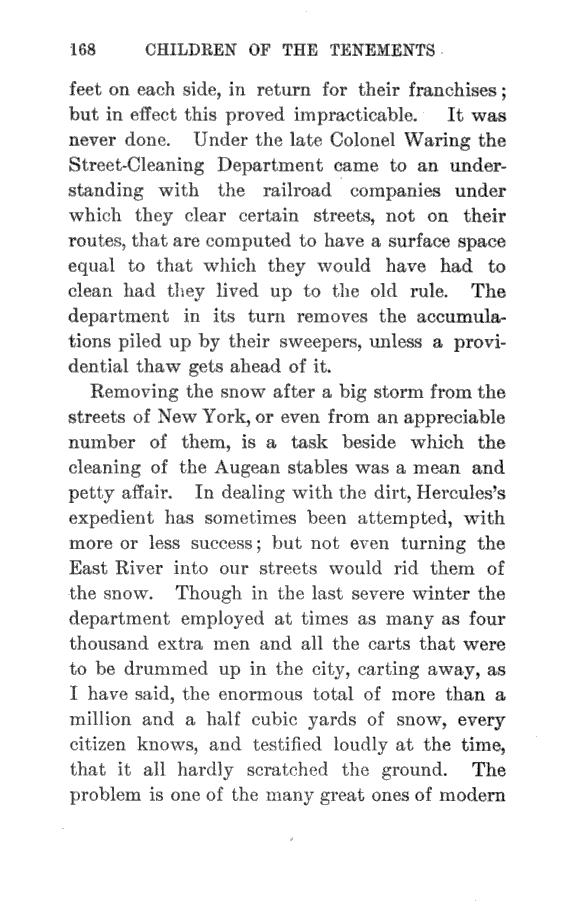 168 CHILDREN OF THE TENEMENTS
feet on each side, in return for their franchises;
but in effect this proved impracticable. It was
never done. Under the late Colonel Waring the
Street-Cleaning Department came to an under-
standing with the railroad companies under
which they clear certain streets, not on their
routes, that are computed to have a surface space
equal to that which they would have had to
clean had they lived up to the old rule. The
department in its turn removes the accumula-
tions piled up by their sweepers, unless a provi-
dential thaw gets ahead of it.
Removing the snow after a big storm from the
streets of New York, or even from an appreciable
number of them, is a task beside which the
cleaning of the Augean stables was a mean and
petty affair. In dealing with the dirt, Hercules's
expedient has sometimes been attempted, with
more or less success; but not even turning the
East River into our streets would rid them of
the snow. Though in the last severe winter the
department employed at times as many as four
thousand extra men and all the carts that were
to be drummed up in the city, carting away, as
I have said, the enormous total of more than a
million and a half cubic yards of snow, every
citizen knows, and testified loudly at the time,
that it all hardly scratched the ground. The
problem is one of the many great ones of modern